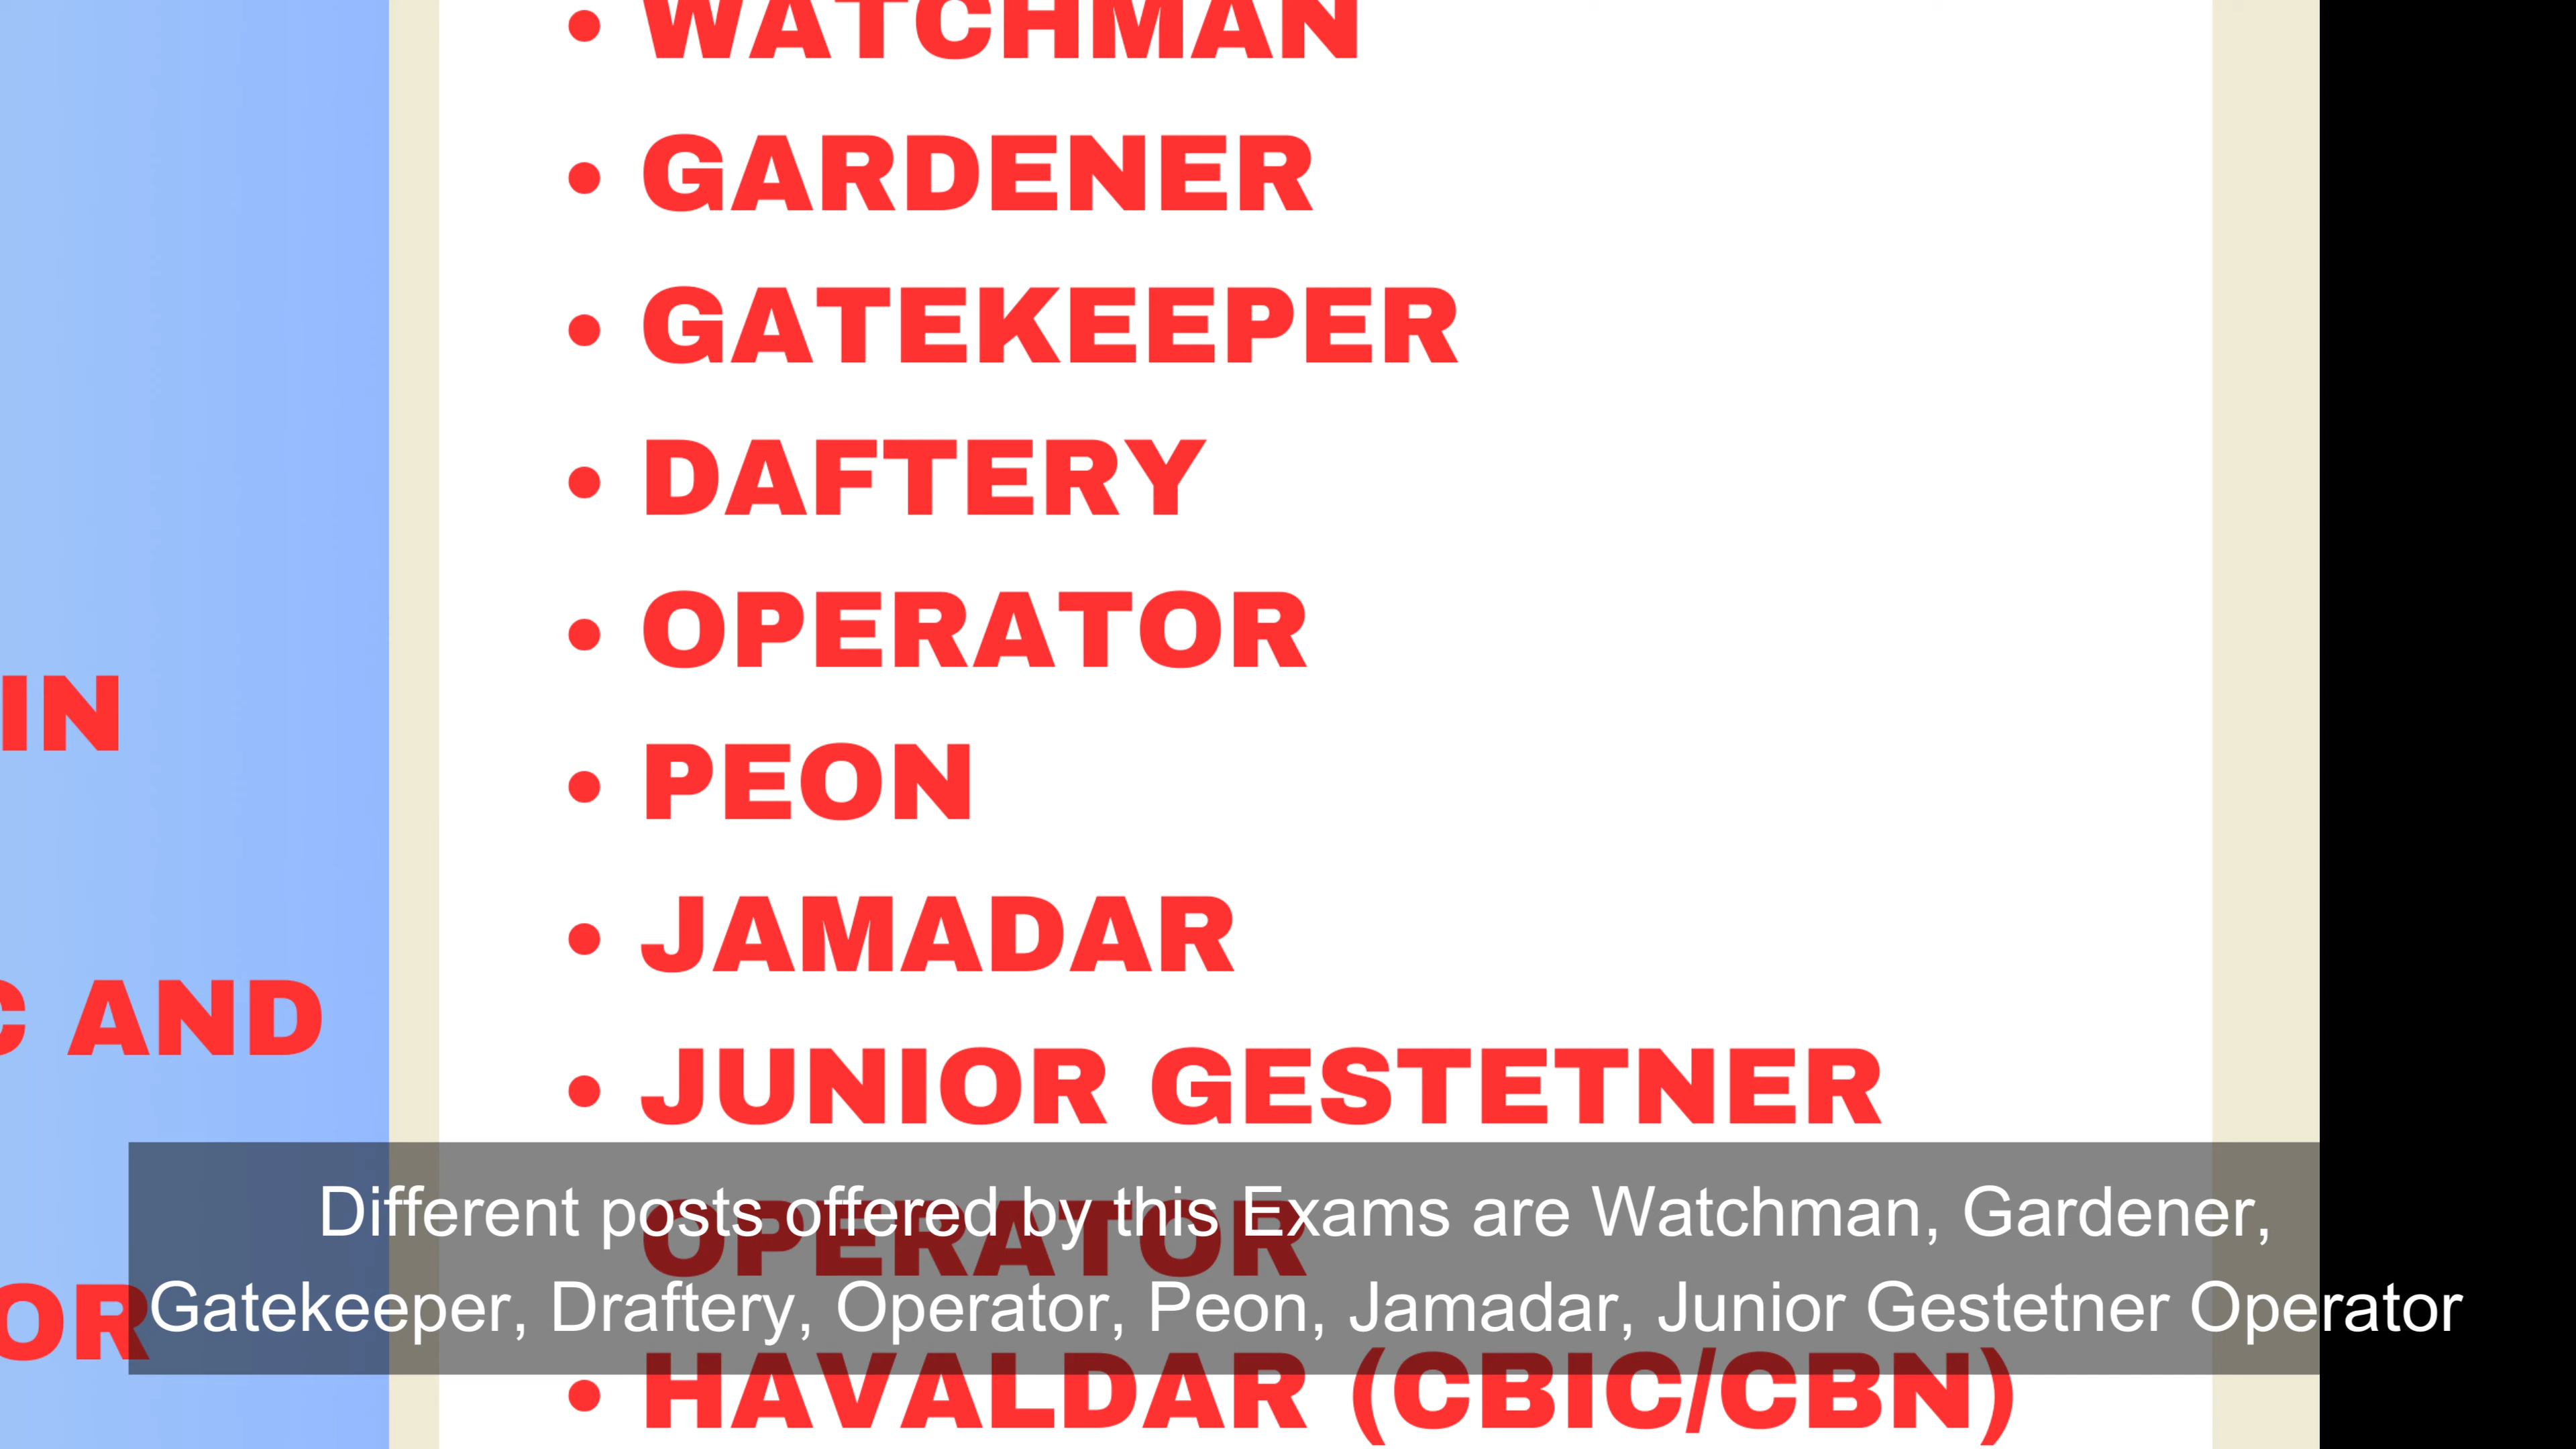 WATCHMAN
GARDENER
GATEKEEPER
DAFTERY
OPERATOR
PEON
JAMADAR
JUNIOR GESTETNER
OPERATOR
HAVALDAR (CBIC/CBN)
IN
C AND
OR
Different posts offered by this Exams are Watchman, Gardener,
Gatekeeper, Draftery, Operator, Peon, Jamadar, Junior Gestetner Operator